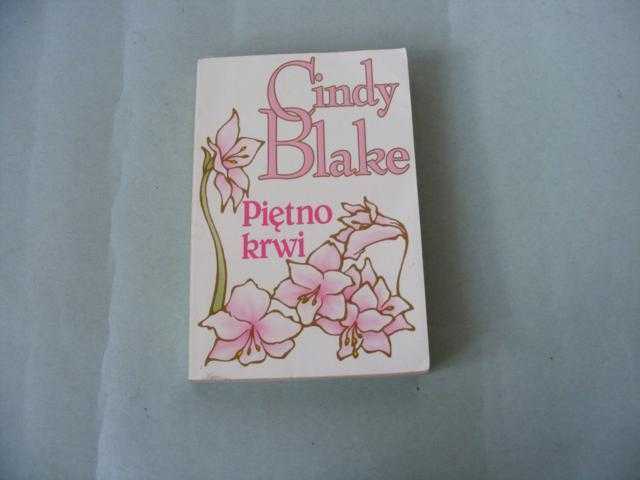 Cindy
Blake
Piętno
krwi